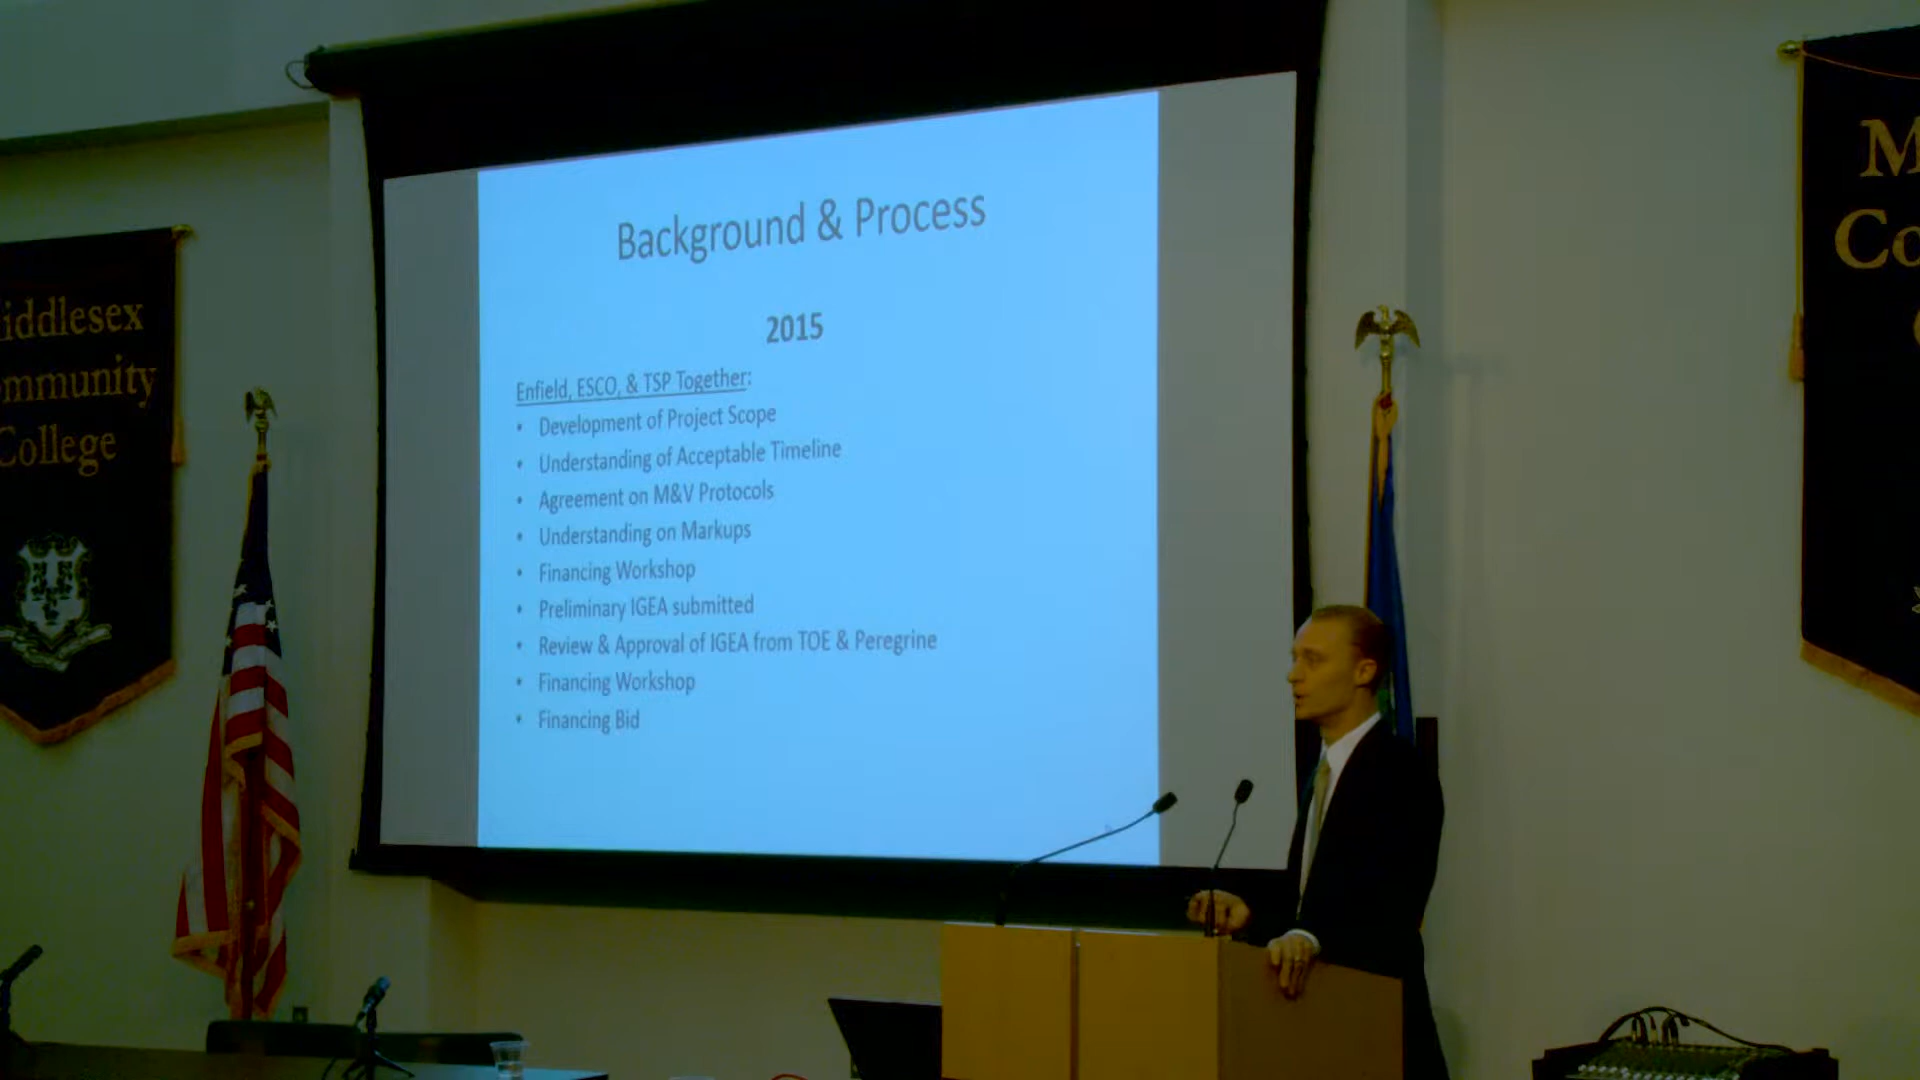 Background & Process
2015
Enfield, ESCO, & TSP Together:
• Development of Project Scope
• Understanding of Acceptable Timeline
• Agreement on M&V Protocols
• Understanding on Markups
• Financing Workshop
• Preliminary IGEA submitted
• Review & Approval of IGEA from TOE & Peregrine
• Financing Workshop
• Financing Bid
iddlesex
ommunity
College
M
Co